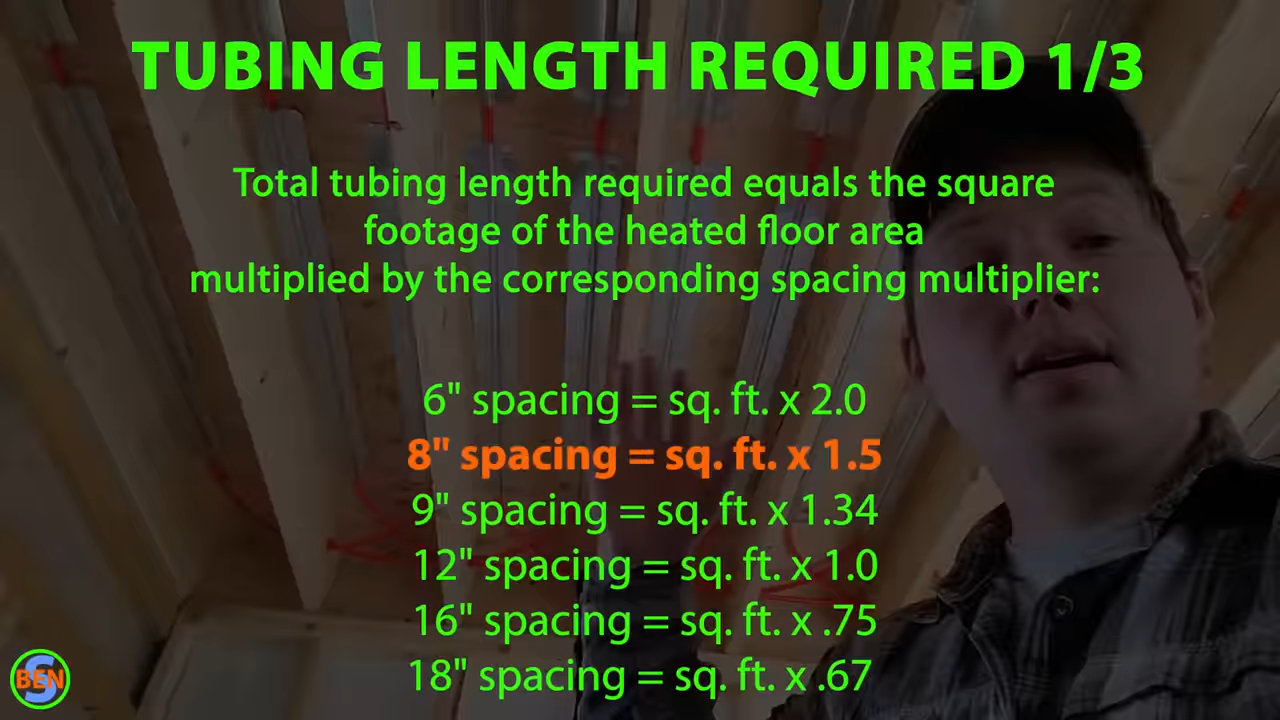 TUBING LENGTH REQUIRED 1/3
Total tubing length required equals the square
footage of the heated floor area
multiplied by the corresponding spacing multiplier:
6" spacing = sq. ft. x 2.0
8" spacing = sq. ft. x 1.5
9" spacing = sq. ft. x 1.34
12" spacing = sq. ft. x 1.0
16" spacing = sq. ft. x .75
18" spacing = sq. ft. x .67
S
BEN